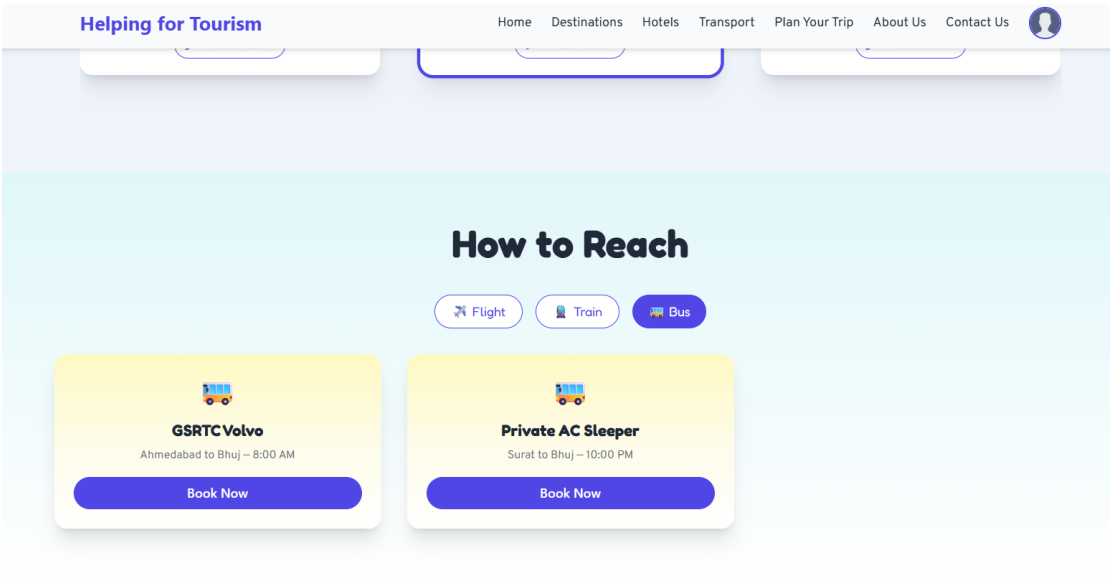 Helping for Tourism
Home Destinations Hotels Transport Plan Your Trip About Us Contact Us
How to Reach
Flight Train Bus
GSRTC Volvo
Ahmedabad to Bhuj – 8:00 AM
Book Now
Private AC Sleeper
Surat to Bhuj – 10:00 PM
Book Now